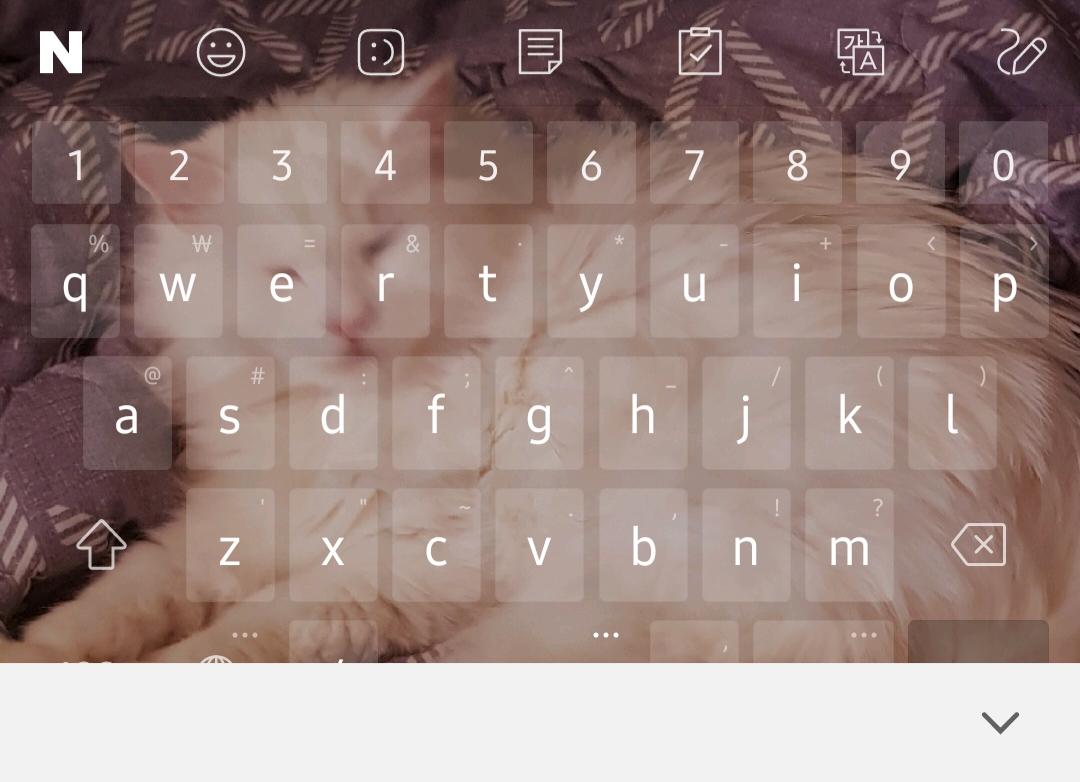 N :) 가 A
1 2 3 4 5 6 7 8 9 0
% ₩ = & · * - + < >
q w e r t y u i o p
@ # : ; ^ _ / ( )
a s d f g h j k l
' " ~ . , ! ?
z x c v b n m
... ... , ...